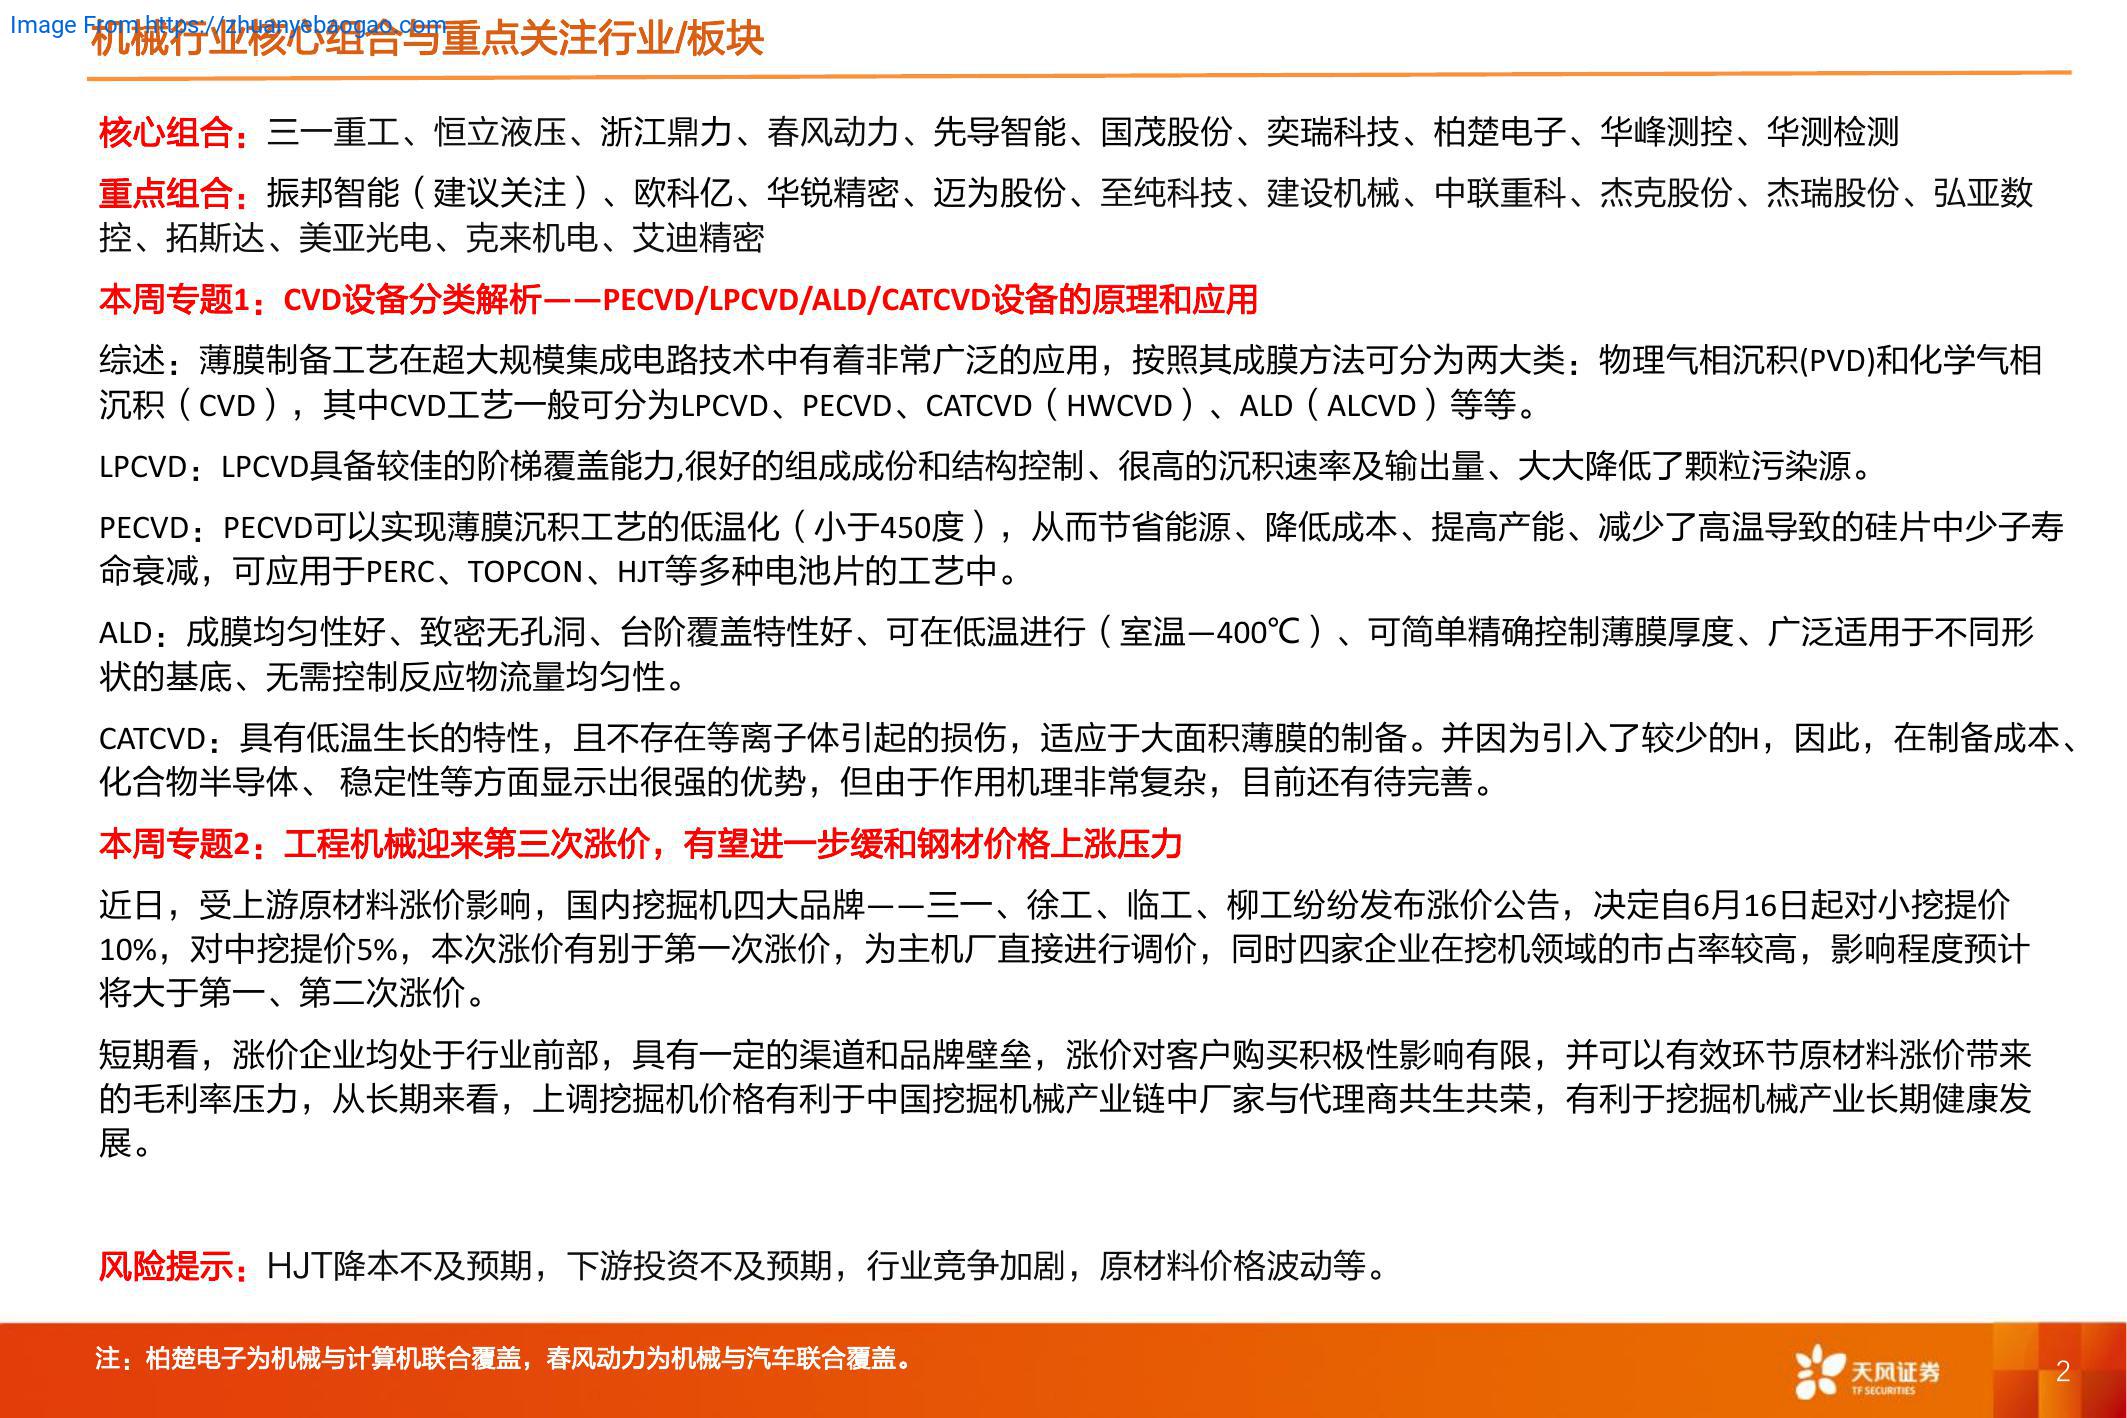 Image From https://zhuanyebaogao.com
机械行业核心组合与重点关注行业/板块
核心组合：三一重工、恒立液压、浙江鼎力、春风动力、先导智能、国茂股份、奕瑞科技、柏楚电子、华峰测控、华测检测
重点组合：振邦智能（建议关注）、欧科亿、华锐精密、迈为股份、至纯科技、建设机械、中联重科、杰克股份、杰瑞股份、弘亚数
控、拓斯达、美亚光电、克来机电、艾迪精密
本周专题1：CVD设备分类解析——PECVD/LPCVD/ALD/CATCVD设备的原理和应用
综述：薄膜制备工艺在超大规模集成电路技术中有着非常广泛的应用，按照其成膜方法可分为两大类：物理气相沉积(PVD)和化学气相
沉积（CVD），其中CVD工艺一般可分为LPCVD、PECVD、CATCVD（HWCVD）、ALD（ALCVD）等等。
LPCVD：LPCVD具备较佳的阶梯覆盖能力,很好的组成成份和结构控制、很高的沉积速率及输出量、大大降低了颗粒污染源。
PECVD：PECVD可以实现薄膜沉积工艺的低温化（小于450度），从而节省能源、降低成本、提高产能、减少了高温导致的硅片中少子寿
命衰减，可应用于PERC、TOPCON、HJT等多种电池片的工艺中。
ALD：成膜均匀性好、致密无孔洞、台阶覆盖特性好、可在低温进行（室温—400℃）、可简单精确控制薄膜厚度、广泛适用于不同形
状的基底、无需控制反应物流量均匀性。
CATCVD：具有低温生长的特性，且不存在等离子体引起的损伤，适应于大面积薄膜的制备。并因为引入了较少的H，因此，在制备成本、
化合物半导体、 稳定性等方面显示出很强的优势，但由于作用机理非常复杂，目前还有待完善。
本周专题2：工程机械迎来第三次涨价，有望进一步缓和钢材价格上涨压力
近日，受上游原材料涨价影响，国内挖掘机四大品牌——三一、徐工、临工、柳工纷纷发布涨价公告，决定自6月16日起对小挖提价
10%，对中挖提价5%，本次涨价有别于第一次涨价，为主机厂直接进行调价，同时四家企业在挖机领域的市占率较高，影响程度预计
将大于第一、第二次涨价。
短期看，涨价企业均处于行业前部，具有一定的渠道和品牌壁垒，涨价对客户购买积极性影响有限，并可以有效环节原材料涨价带来
的毛利率压力，从长期来看，上调挖掘机价格有利于中国挖掘机械产业链中厂家与代理商共生共荣，有利于挖掘机械产业长期健康发
展。
风险提示：HJT降本不及预期，下游投资不及预期，行业竞争加剧，原材料价格波动等。
注：柏楚电子为机械与计算机联合覆盖，春风动力为机械与汽车联合覆盖。
天风证券
TF SECURITIES
2